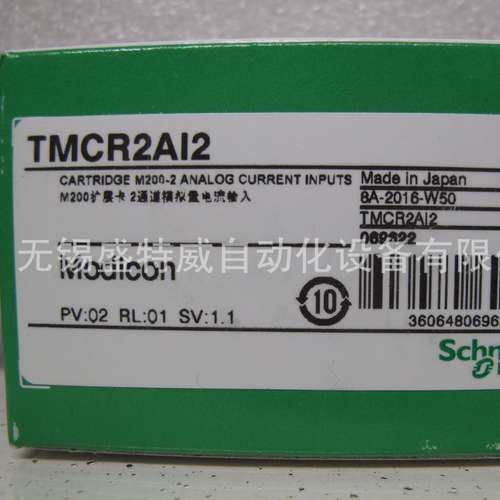 TMCR2AI2
CARTRIDGE M200-2 ANALOG CURRENT INPUTS
M200扩展卡 2通道模拟量电流输入
Made in Japan
8A-2016-W50
TMCR2AI2
无锡盛特威自动化设备有限
Modicon
10
PV:02 RL:01 SV:1.1
3606480696
Schn